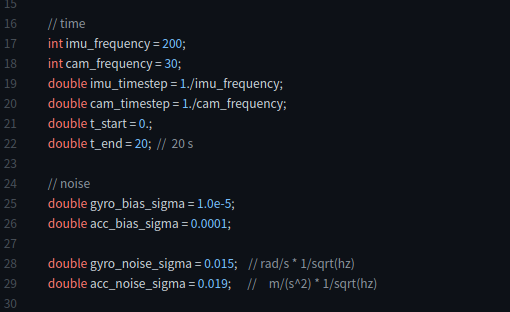 15
16 // time
17 int imu_frequency = 200;
18 int cam_frequency = 30;
19 double imu_timestep = 1./imu_frequency;
20 double cam_timestep = 1./cam_frequency;
21 double t_start = 0.;
22 double t_end = 20; // 20 s
23
24 // noise
25 double gyro_bias_sigma = 1.0e-5;
26 double acc_bias_sigma = 0.0001;
27
28 double gyro_noise_sigma = 0.015; // rad/s * 1/sqrt(hz)
29 double acc_noise_sigma = 0.019; // m/(s^2) * 1/sqrt(hz)
30